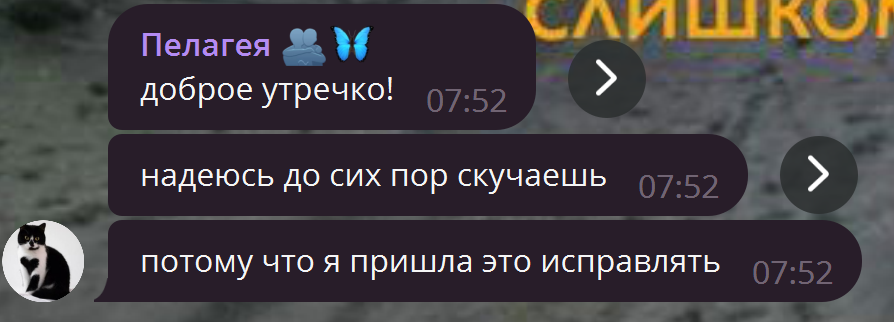 СЛИШКОМ
Пелагея 🫂🦋
доброе утречко! 07:52
надеюсь до сих пор скучаешь 07:52
потому что я пришла это исправлять 07:52